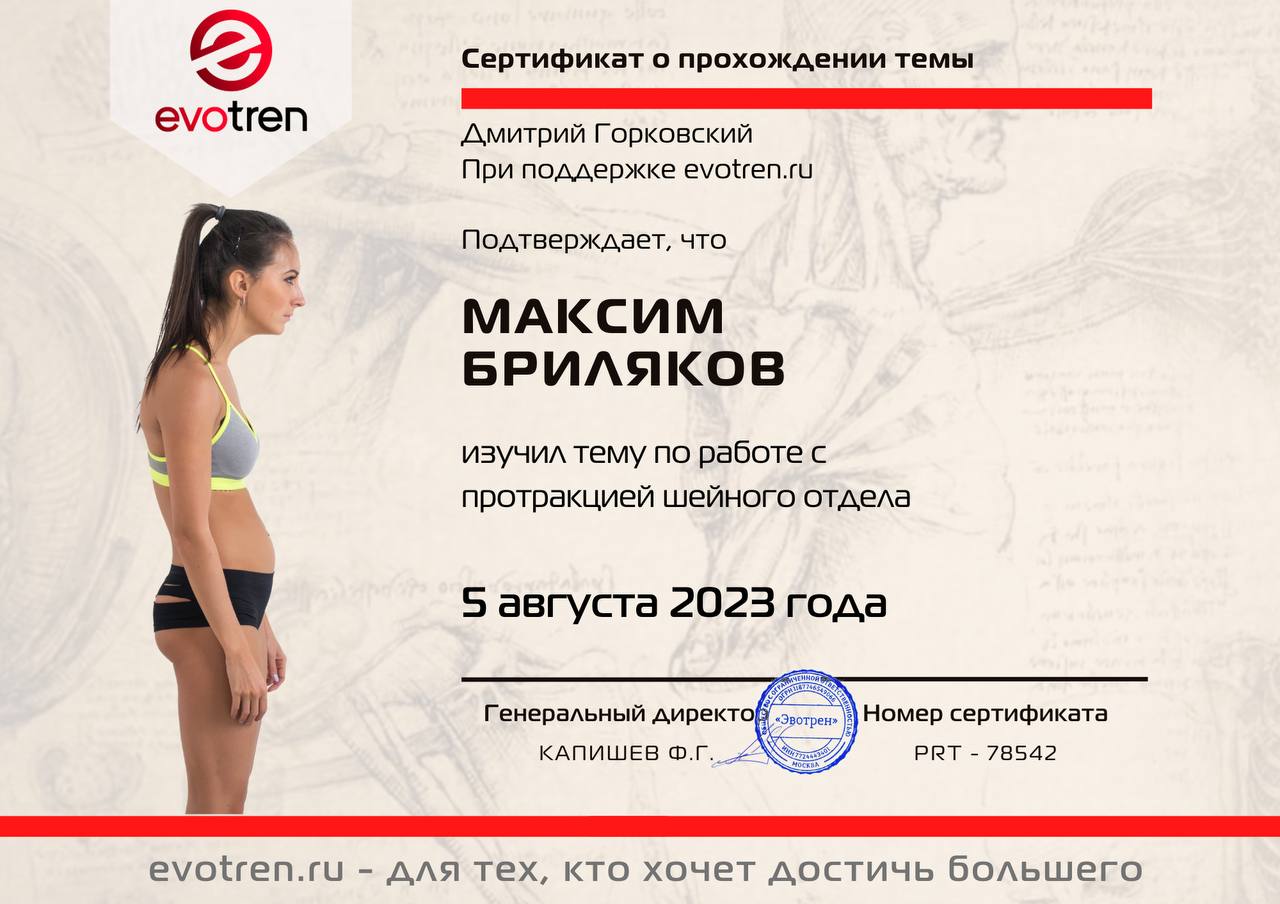 evotren
Сертификат о прохождении темы
Дмитрий Горковский
При поддержке evotren.ru
Подтверждает, что
МАКСИМ
БРИЛЯКОВ
изучил тему по работе с
протракцией шейного отдела
5 августа 2023 года
Генеральный директо
КАПИШЕВ Ф.Г.
«Эвотрен»
МОСКВА
Номер сертификата
PRT - 78542
evotren.ru - для тех, кто хочет достичь большего